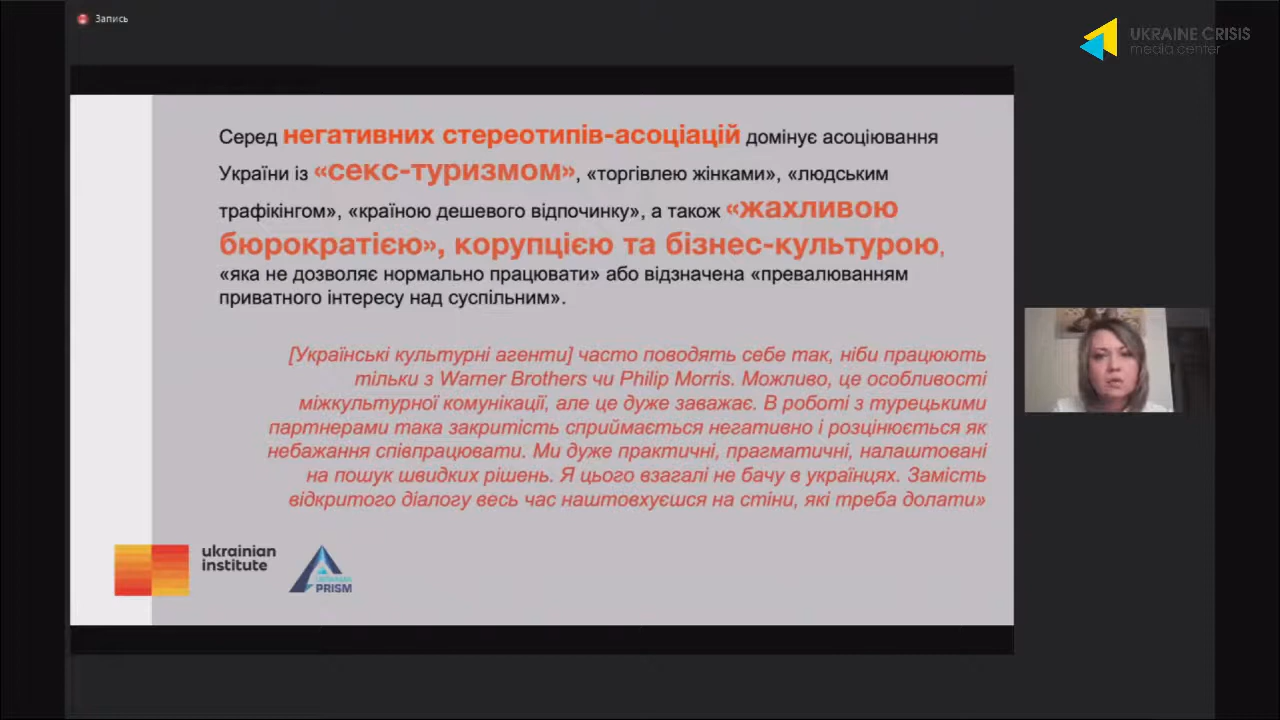 Запись
UKRAINE CRISIS
media center
Серед негативних стереотипів-асоціацій домінує асоціювання
України із «секс-туризмом», «торгівлею жінками», «людським
трафікінгом», «країною дешевого відпочинку», а також «жахливою
бюрократією», корупцією та бізнес-культурою,
«яка не дозволяє нормально працювати» або відзначена «превалюванням
приватного інтересу над суспільним».
[Українські культурні агенти] часто поводять себе так, ніби працюють
тільки з Warner Brothers чи Philip Morris. Можливо, це особливості
міжкультурної комунікації, але це дуже заважає. В роботі з турецькими
партнерами така закритість сприймається негативно і розцінюється як
небажання співпрацювати. Ми дуже практичні, прагматичні, налаштовані
на пошук швидких рішень. Я цього взагалі не бачу в українцях. Замість
відкритого діалогу весь час наштовхуєшся на стіни, які треба долати»
ukrainian
institute
UKRAINIAN
PRISM